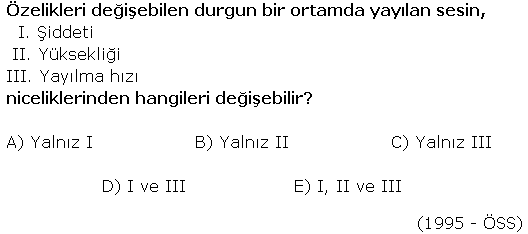 Özelikleri değişebilen durgun bir ortamda yayılan sesin,
I. Şiddeti
II. Yüksekliği
III. Yayılma hızı
niceliklerinden hangileri değişebilir?
A) Yalnız I B) Yalnız II C) Yalnız III
D) I ve III E) I, II ve III
(1995 - ÖSS)